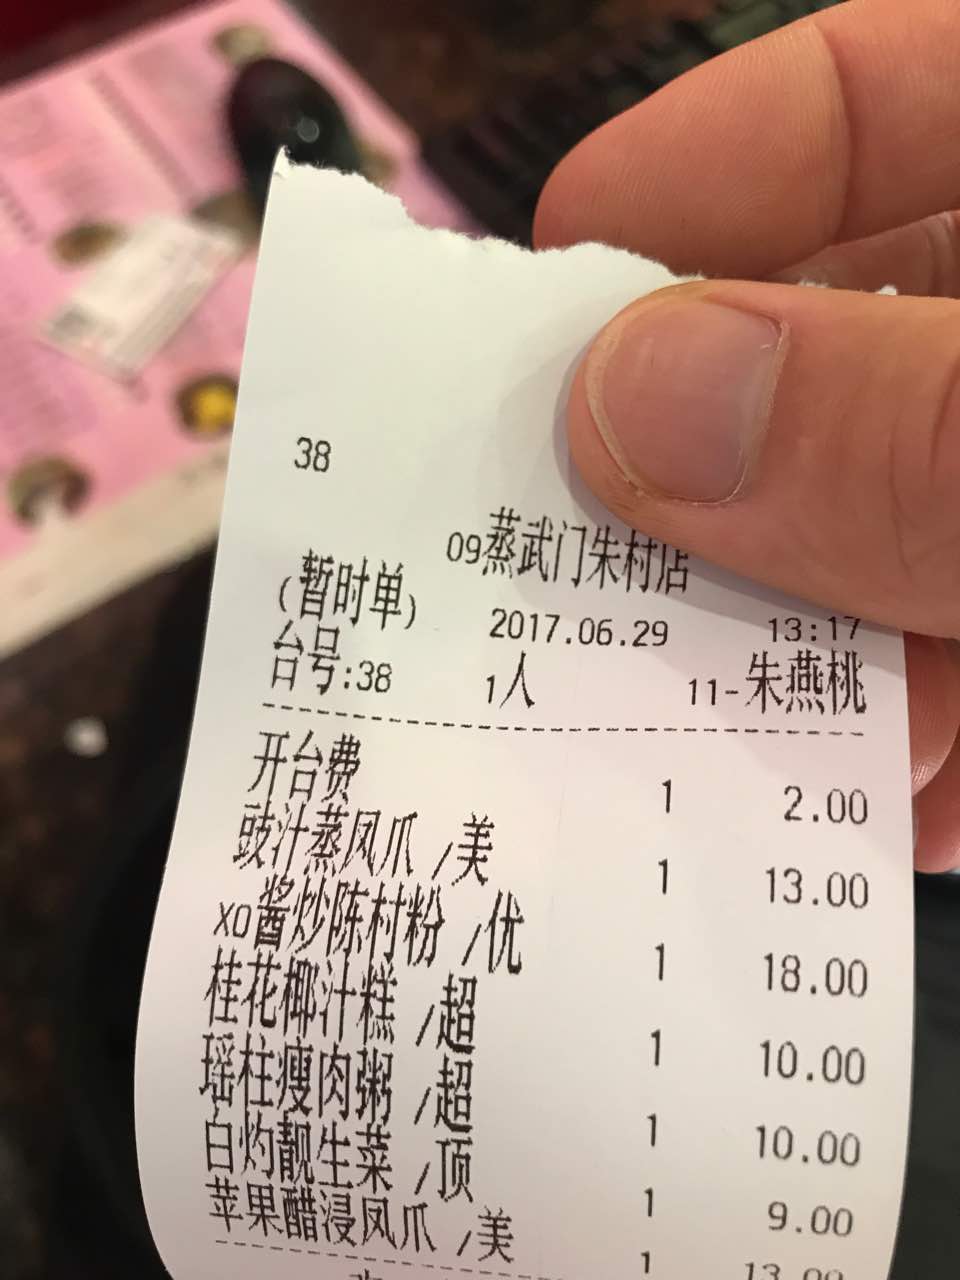 38
09蒸武门朱村店
(暂时单) 2017.06.29 13:17
台号:38 1人 11-朱燕桃
开台费 1 2.00
豉汁蒸凤爪 /美 1 13.00
XO酱炒陈村粉 /优 1 18.00
桂花椰汁糕 /超 1 10.00
瑶柱瘦肉粥 /超 1 10.00
白灼靓生菜 /顶 1 9.00
苹果醋浸凤爪 /美 1 13.00